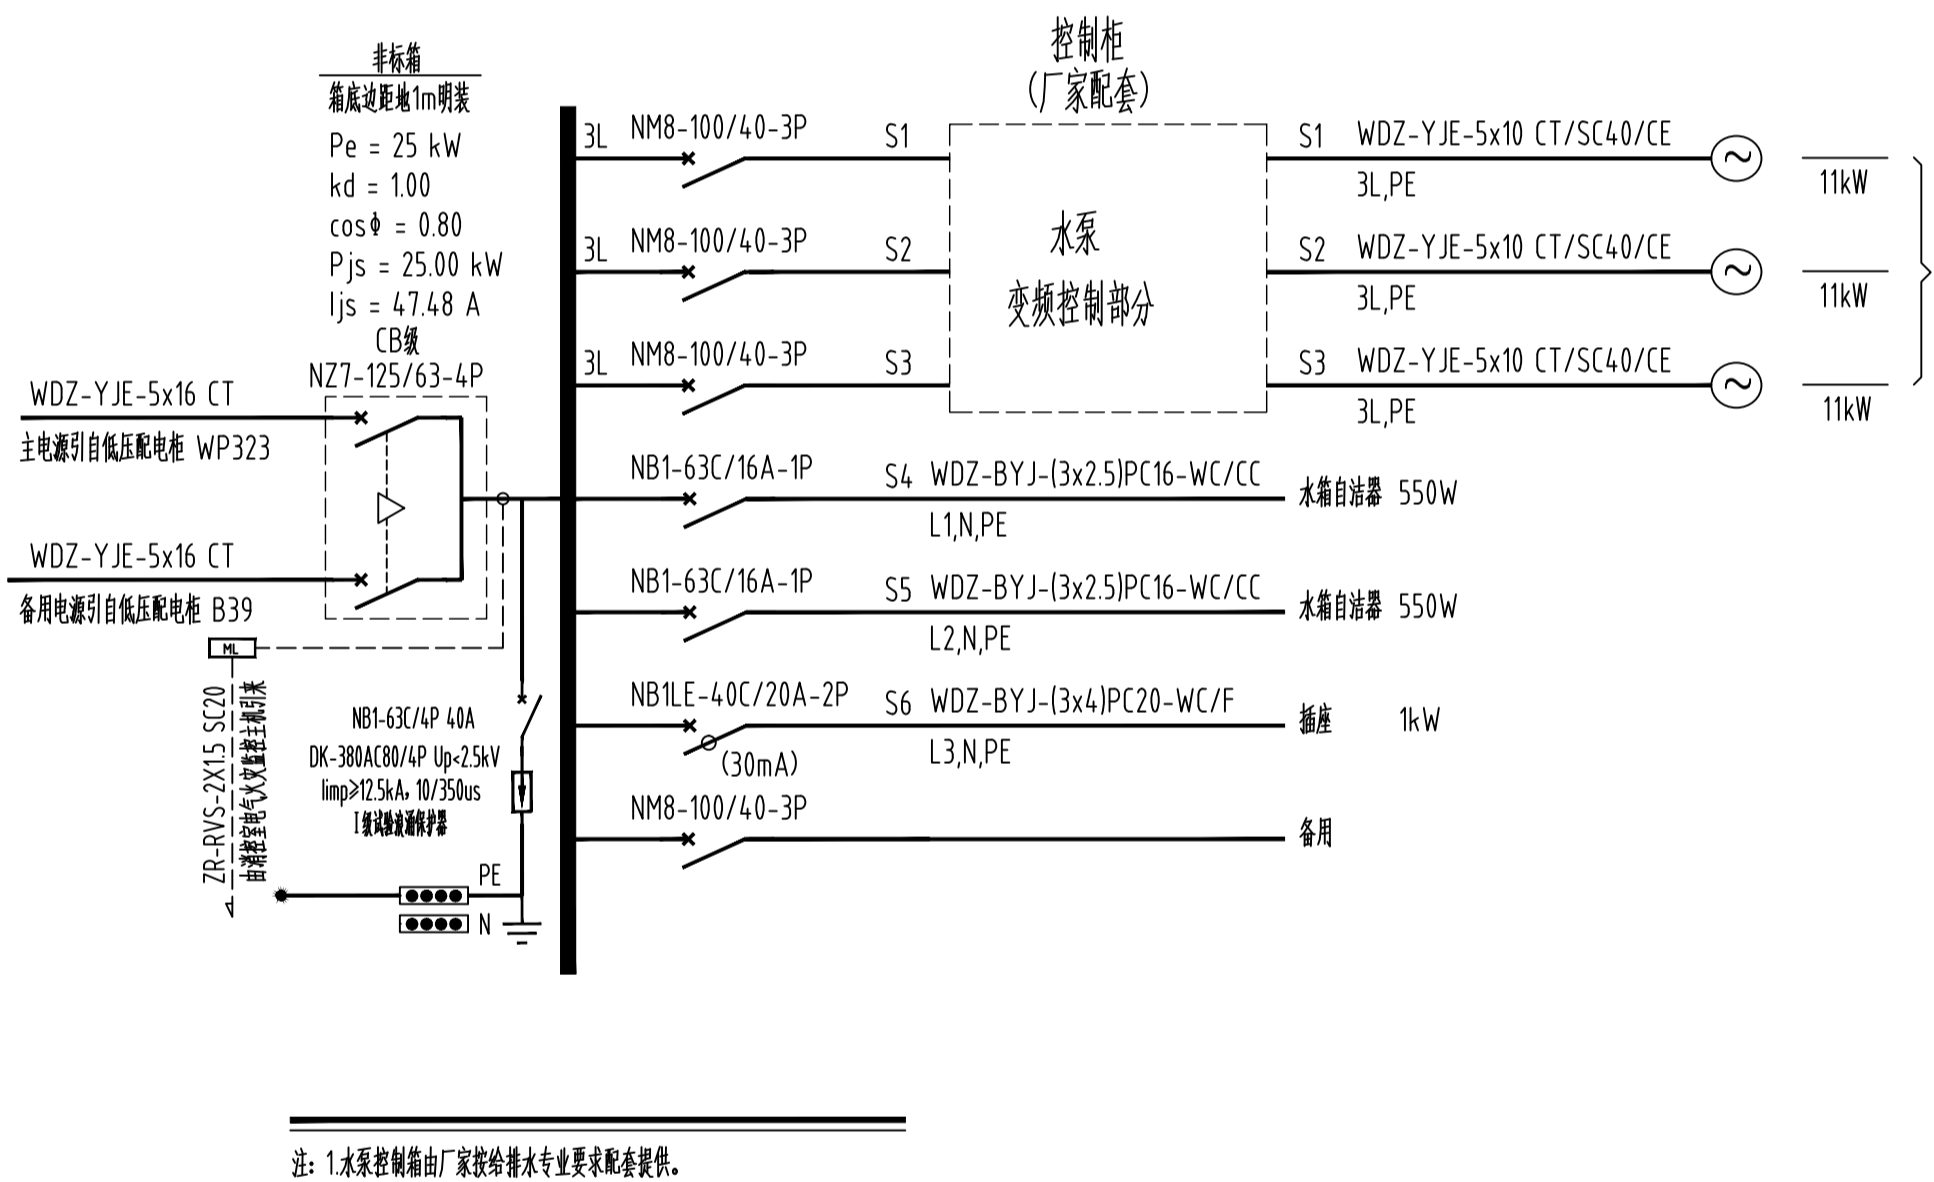 非标箱
箱底边距地1m明装
Pe = 25 kW
kd = 1.00
cosΦ = 0.80
Pjs = 25.00 kW
Ijs = 47.48 A
CB级
NZ7-125/63-4P
WDZ-YJE-5x16 CT
主电源引自低压配电柜 WP323
WDZ-YJE-5x16 CT
备用电源引自低压配电柜 B39
ML
ZR-RVS-2X1.5 SC20
由消控室电气火灾监控主机引来
NB1-63C/4P 40A
DK-380AC80/4P Up<2.5kV
Iimp≥12.5kA, 10/350us
I级试验浪涌保护器
PE
N
控制柜
(厂家配套)
水泵
变频控制部分
3L NM8-100/40-3P S1
S1 WDZ-YJE-5x10 CT/SC40/CE
3L,PE
11kW
3L NM8-100/40-3P S2
S2 WDZ-YJE-5x10 CT/SC40/CE
3L,PE
11kW
3L NM8-100/40-3P S3
S3 WDZ-YJE-5x10 CT/SC40/CE
3L,PE
11kW
NB1-63C/16A-1P S4 WDZ-BYJ-(3x2.5)PC16-WC/CC
L1,N,PE
水箱自洁器 550W
NB1-63C/16A-1P S5 WDZ-BYJ-(3x2.5)PC16-WC/CC
L2,N,PE
水箱自洁器 550W
NB1LE-40C/20A-2P S6 WDZ-BYJ-(3x4)PC20-WC/F
(30mA)
L3,N,PE
插座 1kW
NM8-100/40-3P
备用
注: 1.水泵控制箱由厂家按给排水专业要求配套提供。